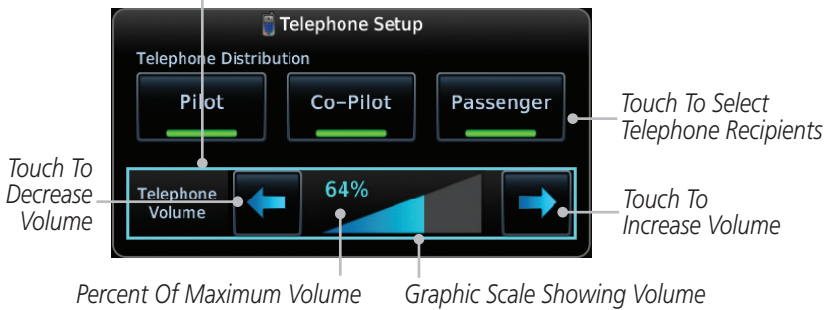 Telephone Setup
Telephone Distribution
Pilot
Co-Pilot
Passenger
Touch To Select
Telephone Recipients
Touch To
Decrease
Volume
Telephone
Volume
64%
Touch To
Increase Volume
Percent Of Maximum Volume
Graphic Scale Showing Volume